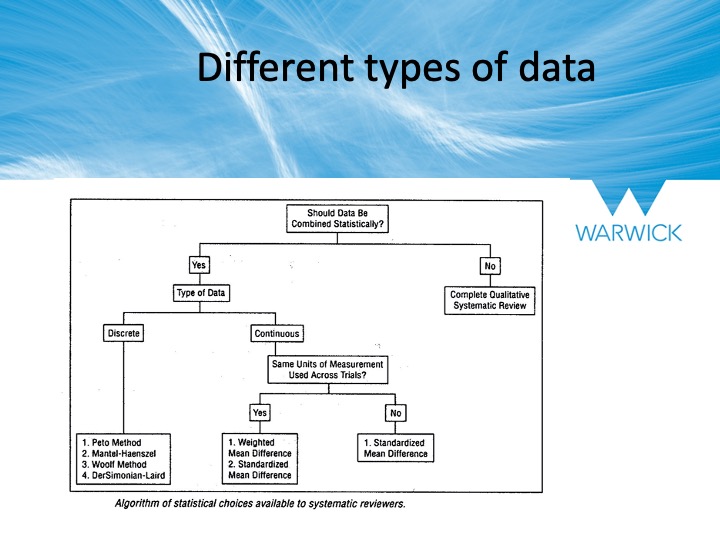 Different types of data
WARWICK
Should Data Be
Combined Statistically?
Yes
No
Type of Data
Complete Qualitative
Systematic Review
Discrete
Continuous
Same Units of Measurement
Used Across Trials?
Yes
No
1. Peto Method
2. Mantel-Haenszel
3. Woolf Method
4. DerSimonian-Laird
1. Weighted
Mean Difference
2. Standardized
Mean Difference
1. Standardized
Mean Difference
Algorithm of statistical choices available to systematic reviewers.